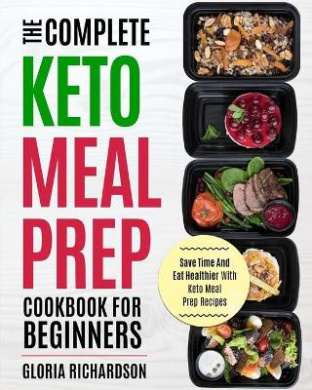 THE COMPLETE
KETO
MEAL
PREP
COOKBOOK FOR
BEGINNERS
GLORIA RICHARDSON
Save Time And
Eat Healthier With
Keto Meal
Prep Recipes